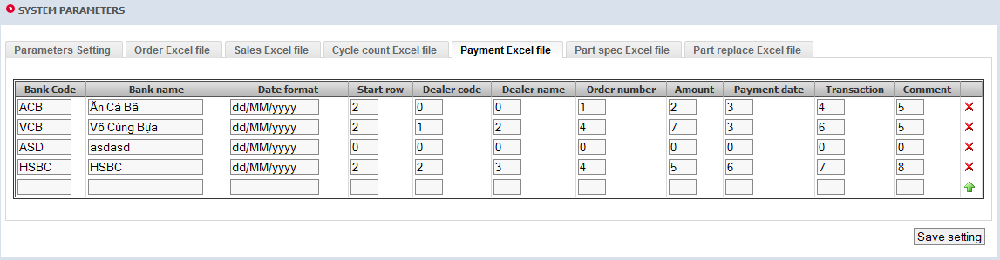 SYSTEM PARAMETERS
Parameters Setting Order Excel file Sales Excel file Cycle count Excel file Payment Excel file Part spec Excel file Part replace Excel file
Bank Code Bank name Date format Start row Dealer code Dealer name Order number Amount Payment date Transaction Comment
ACB Ăn Cả Bã dd/MM/yyyy 2 0 0 1 2 3 4 5
VCB Vô Cùng Bựa dd/MM/yyyy 2 1 2 4 7 3 6 5
ASD asdasd dd/MM/yyyy 0 0 0 0 0 0 0 0
HSBC HSBC dd/MM/yyyy 2 2 3 4 5 6 7 8
Save setting